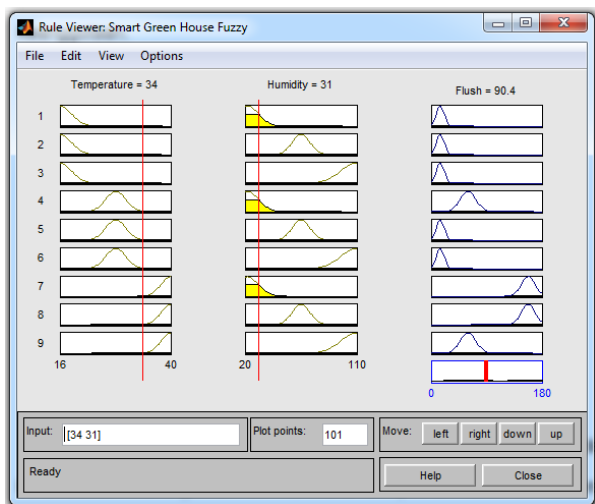 Rule Viewer: Smart Green House Fuzzy
File Edit View Options
Temperature = 34 Humidity = 31 Flush = 90.4
1
2
3
4
5
6
7
8
9
16 40 20 110
0 180
Input: [34 31] Plot points: 101 Move: left right down up
Ready Help Close